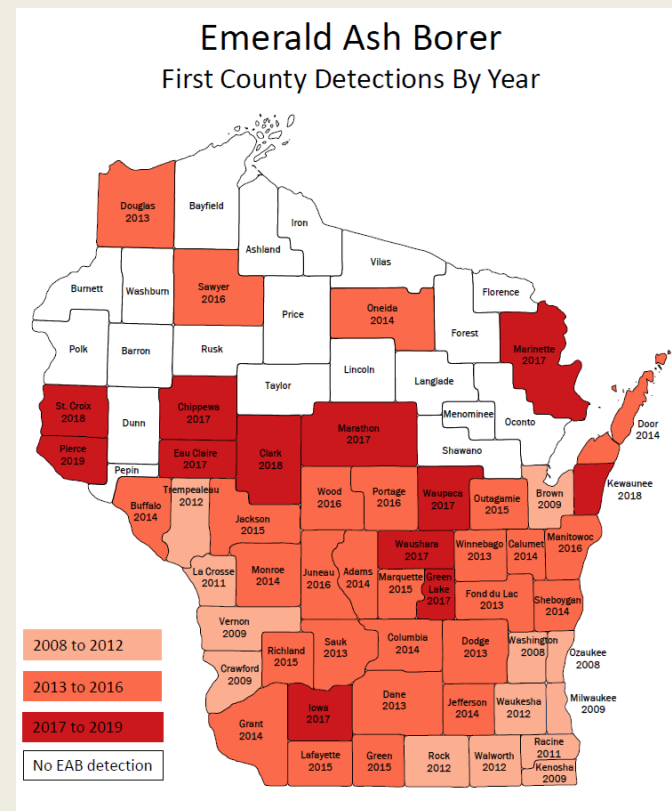 Emerald Ash Borer
First County Detections By Year
Douglas
2013
Bayfield
Iron
Ashland
Vilas
Burnett
Washburn
Sawyer
2016
Florence
Oneida
2014
Price
Forest
Polk
Barron
Rusk
Marinette
2017
Lincoln
Langlade
Taylor
St. Croix
2018
Chippewa
2017
Dunn
Menominee
Oconto
Door
2014
Marathon
2017
Clark
2018
Pierce
2019
Eau Claire
2017
Shawano
Pepin
Kewaunee
2018
Trempealeau
2012
Buffalo
2014
Wood
2016
Portage
2016
Waupaca
2017
Outagamie
2015
Brown
2009
Jackson
2015
Waushara
2017
Winnebago
2013
Calumet
2014
Manitowoc
2016
La Crosse
2011
Monroe
2014
Juneau
2016
Adams
2014
Marquette
2015
Green
Lake
2017
Fond du Lac
2013
Sheboygan
2014
Vernon
2009
Richland
2015
Sauk
2013
Columbia
2014
Dodge
2013
Washington
2008
Ozaukee
2008
Crawford
2009
Dane
2013
Jefferson
2014
Waukesha
2012
Milwaukee
2009
Iowa
2017
Grant
2014
Lafayette
2015
Green
2015
Rock
2012
Walworth
2012
Racine
2011
Kenosha
2009
2008 to 2012
2013 to 2016
2017 to 2019
No EAB detection